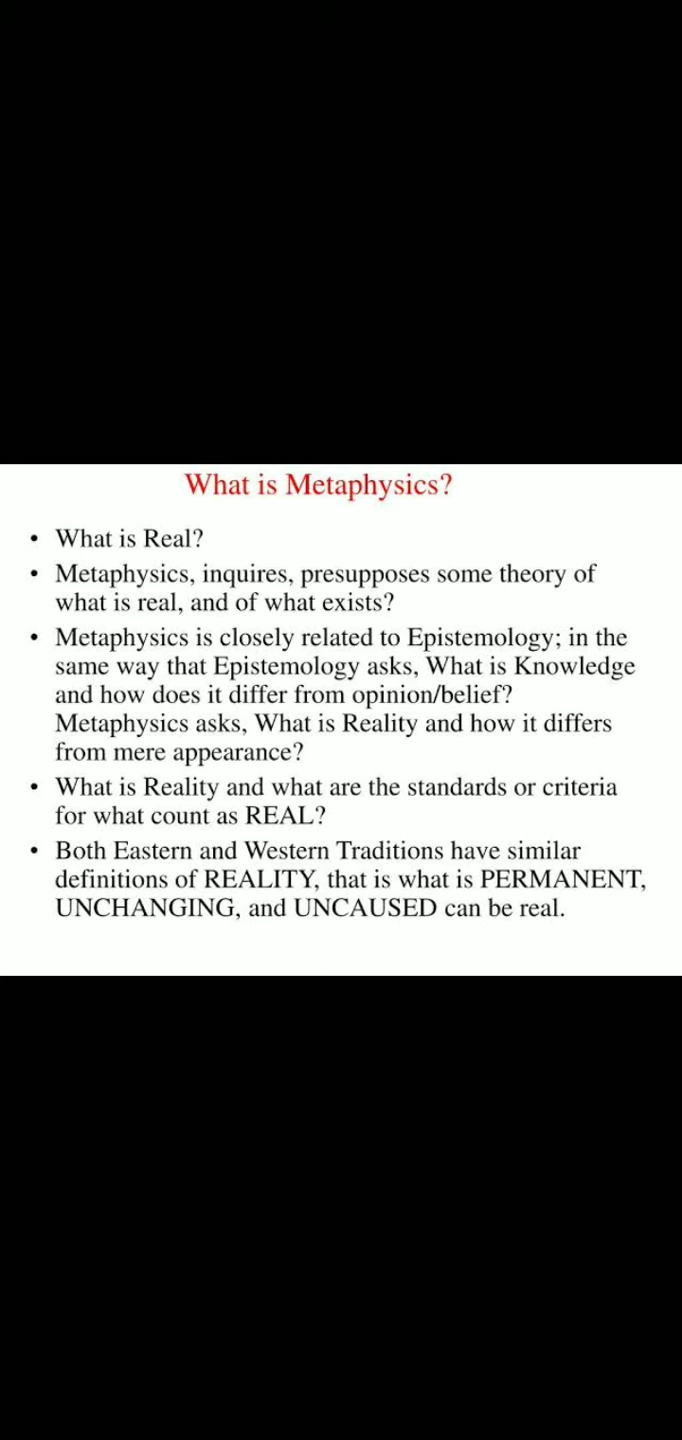 What is Metaphysics?
• What is Real?
• Metaphysics, inquires, presupposes some theory of
what is real, and of what exists?
• Metaphysics is closely related to Epistemology; in the
same way that Epistemology asks, What is Knowledge
and how does it differ from opinion/belief?
Metaphysics asks, What is Reality and how it differs
from mere appearance?
• What is Reality and what are the standards or criteria
for what count as REAL?
• Both Eastern and Western Traditions have similar
definitions of REALITY, that is what is PERMANENT,
UNCHANGING, and UNCAUSED can be real.